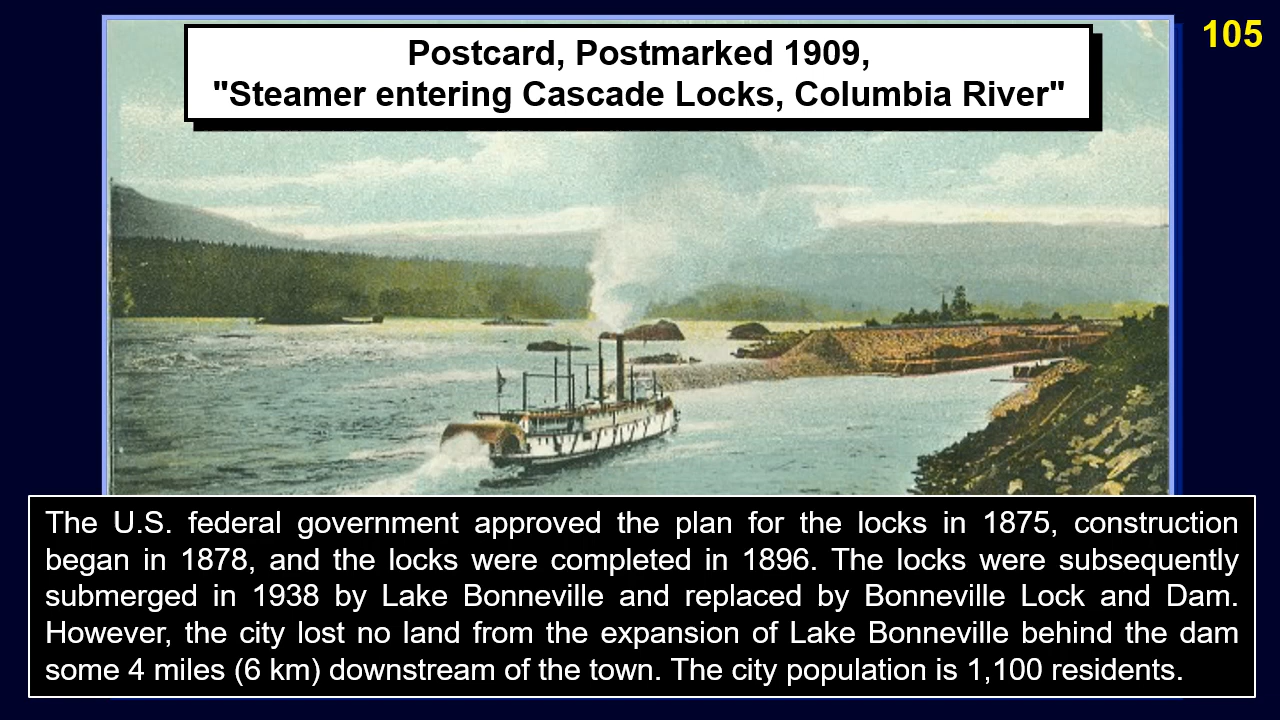 105
Postcard, Postmarked 1909,
"Steamer entering Cascade Locks, Columbia River"
The U.S. federal government approved the plan for the locks in 1875, construction
began in 1878, and the locks were completed in 1896. The locks were subsequently
submerged in 1938 by Lake Bonneville and replaced by Bonneville Lock and Dam.
However, the city lost no land from the expansion of Lake Bonneville behind the dam
some 4 miles (6 km) downstream of the town. The city population is 1,100 residents.